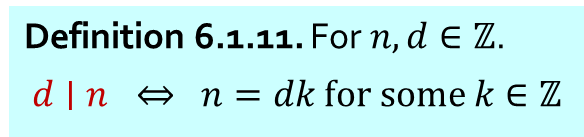 Definition 6.1.11. For n, d ∈ ℤ.
d | n ⇔ n = dk for some k ∈ ℤ